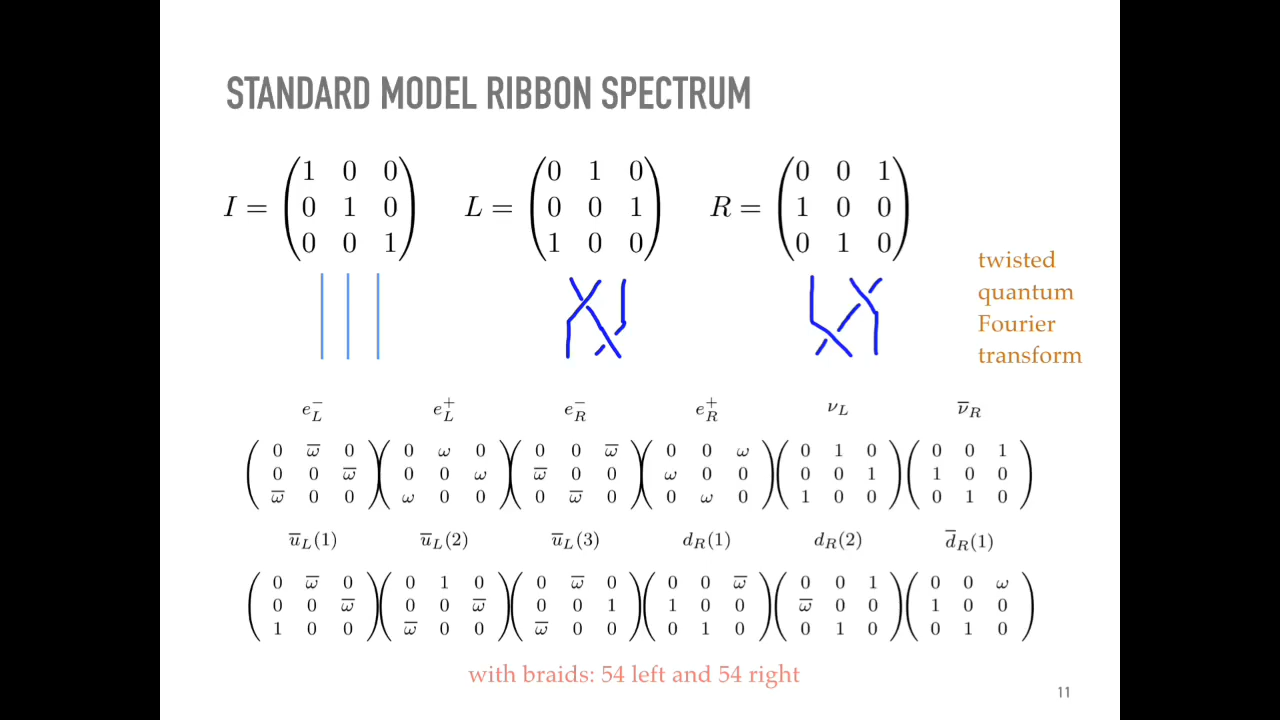 STANDARD MODEL RIBBON SPECTRUM
1 0 0 0 1 0 0 0 1
I = 0 1 0 L = 0 0 1 R = 1 0 0
0 0 1 1 0 0 0 1 0
twisted
quantum
Fourier
transform
e_L^- e_L^+ e_R^- e_R^+ ν_L ν̅_R
0 ω̅ 0 0 ω 0 0 0 ω̅ 0 0 ω 0 1 0 0 0 1
0 0 ω̅ 0 0 ω ω̅ 0 0 ω 0 0 0 0 1 1 0 0
ω̅ 0 0 ω 0 0 0 ω̅ 0 0 ω 0 1 0 0 0 1 0
u̅_L(1) u̅_L(2) u̅_L(3) d_R(1) d_R(2) d̅_R(1)
0 ω̅ 0 0 1 0 0 ω̅ 0 0 0 ω̅ 0 0 1 0 0 ω
0 0 ω̅ 0 0 ω̅ 0 0 1 1 0 0 ω̅ 0 0 1 0 0
1 0 0 ω̅ 0 0 ω̅ 0 0 0 1 0 0 1 0 0 1 0
with braids: 54 left and 54 right
11